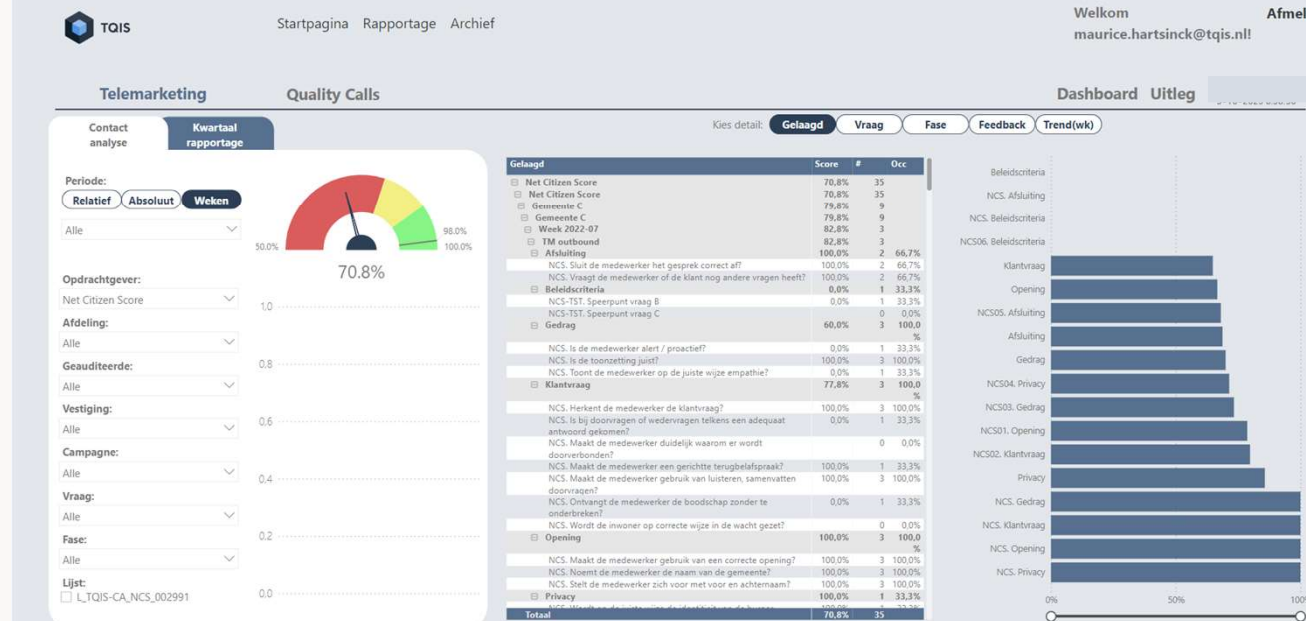 TQIS
Startpagina Rapportage Archief
Welkom
maurice.hartsinck@tqis.nl!
Afmel
Telemarketing
Quality Calls
Dashboard Uitleg
Contact
analyse
Kwartaal
rapportage
Kies detail: Gelaagd Vraag Fase Feedback Trend(wk)
Periode:
Relatief Absoluut Weken
Alle
Opdrachtgever:
Net Citizen Score
Afdeling:
Alle
Geauditeerde:
Alle
Vestiging:
Alle
Campagne:
Alle
Vraag:
Alle
Fase:
Alle
Lijst:
L_TQIS-CA_NCS_002991
50.0%
98.0%
100.0%
70.8%
1.0
0.8
0.6
0.4
0.2
0.0
Gelaagd Score # Occ
Net Citizen Score 70,8% 35
Net Citizen Score 70,8% 35
Gemeente C 79,8% 9
Gemeente C 79,8% 9
Week 2022-07 82,8% 3
TM outbound 82,8% 3
Afsluiting 100,0% 2 66,7%
NCS. Sluit de medewerker het gesprek correct af? 100,0% 2 66,7%
NCS. Vraagt de medewerker of de klant nog andere vragen heeft? 100,0% 2 66,7%
Beleidscriteria 0,0% 1 33,3%
NCS-TST. Speerpunt vraag B 0,0% 1 33,3%
NCS-TST. Speerpunt vraag C 0 0,0%
Gedrag 60,0% 3 100,0
%
NCS. Is de medewerker alert / proactief? 0,0% 1 33,3%
NCS. Is de toonzetting juist? 100,0% 3 100,0%
NCS. Toont de medewerker op de juiste wijze empathie? 0,0% 1 33,3%
Klantvraag 77,8% 3 100,0
%
NCS. Herkent de medewerker de klantvraag? 100,0% 3 100,0%
NCS. Is bij doorvragen of wedervragen telkens een adequaat 0,0% 1 33,3%
antwoord gekomen?
NCS. Maakt de medewerker duidelijk waarom er wordt 0 0,0%
doorverbonden?
NCS. Maakt de medewerker een gerichtte terugbelafspraak? 100,0% 1 33,3%
NCS. Maakt de medewerker gebruik van luisteren, samenvatten 100,0% 3 100,0%
doorvragen?
NCS. Ontvangt de medewerker de boodschap zonder te 0,0% 1 33,3%
onderbreken?
NCS. Wordt de inwoner op correcte wijze in de wacht gezet? 0 0,0%
Opening 100,0% 3 100,0
%
NCS. Maakt de medewerker gebruik van een correcte opening? 100,0% 3 100,0%
NCS. Noemt de medewerker de naam van de gemeente? 100,0% 3 100,0%
NCS. Stelt de medewerker zich voor met voor en achternaam? 100,0% 3 100,0%
Privacy 100,0% 1 33,3%
Totaal 70,8% 35
Beleidscriteria
NCS. Afsluiting
NCS. Beleidscriteria
NCS06. Beleidscriteria
Klantvraag
Opening
NCS05. Afsluiting
Afsluiting
Gedrag
NCS04. Privacy
NCS03. Gedrag
NCS01. Opening
NCS02. Klantvraag
Privacy
NCS. Gedrag
NCS. Klantvraag
NCS. Opening
NCS. Privacy
0% 50% 100%